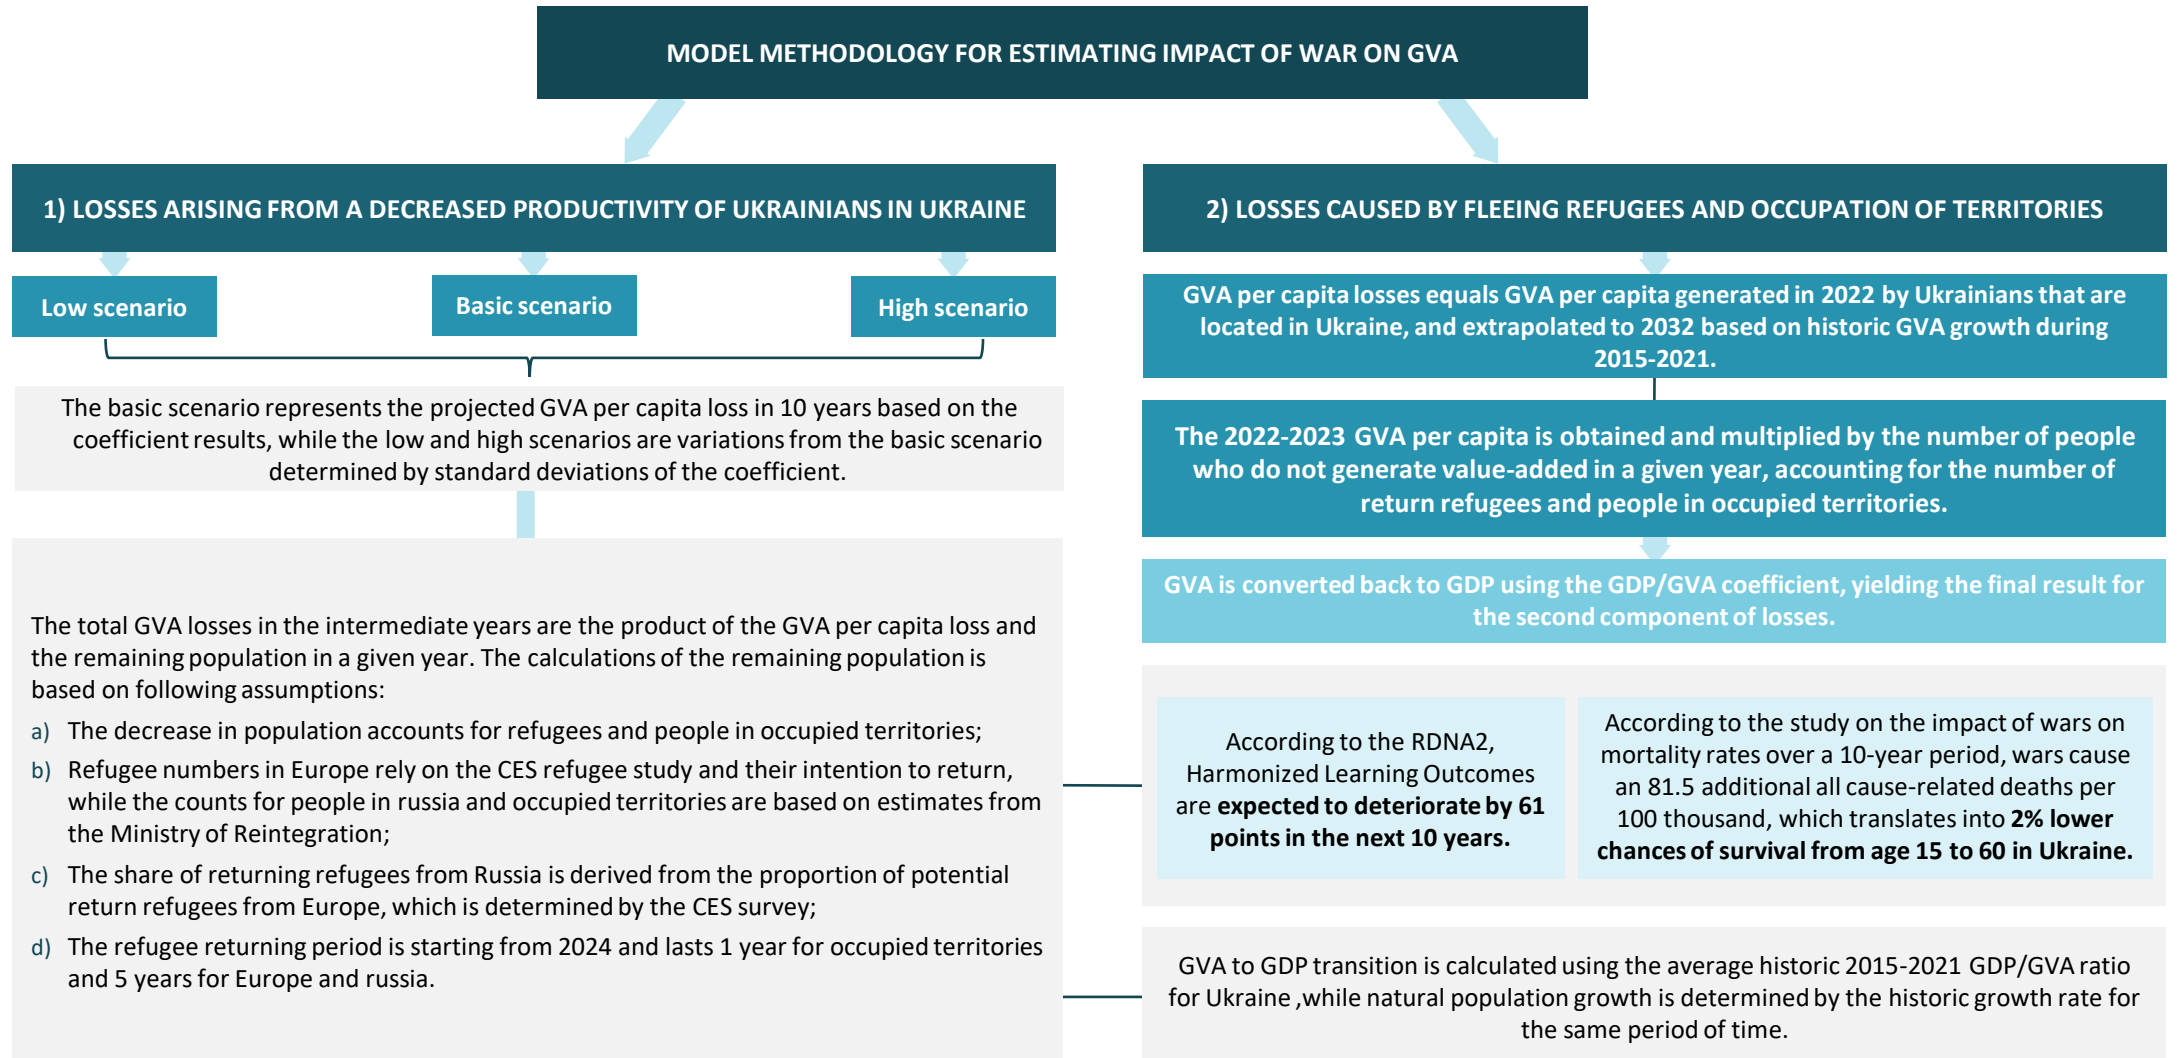 MODEL METHODOLOGY FOR ESTIMATING IMPACT OF WAR ON GVA
1) LOSSES ARISING FROM A DECREASED PRODUCTIVITY OF UKRAINIANS IN UKRAINE
Low scenario
Basic scenario
High scenario
The basic scenario represents the projected GVA per capita loss in 10 years based on the
coefficient results, while the low and high scenarios are variations from the basic scenario
determined by standard deviations of the coefficient.
The total GVA losses in the intermediate years are the product of the GVA per capita loss and
the remaining population in a given year. The calculations of the remaining population is
based on following assumptions:
a) The decrease in population accounts for refugees and people in occupied territories;
b) Refugee numbers in Europe rely on the CES refugee study and their intention to return,
while the counts for people in russia and occupied territories are based on estimates from
the Ministry of Reintegration;
c) The share of returning refugees from Russia is derived from the proportion of potential
return refugees from Europe, which is determined by the CES survey;
d) The refugee returning period is starting from 2024 and lasts 1 year for occupied territories
and 5 years for Europe and russia.
2) LOSSES CAUSED BY FLEEING REFUGEES AND OCCUPATION OF TERRITORIES
GVA per capita losses equals GVA per capita generated in 2022 by Ukrainians that are
located in Ukraine, and extrapolated to 2032 based on historic GVA growth during
2015-2021.
The 2022-2023 GVA per capita is obtained and multiplied by the number of people
who do not generate value-added in a given year, accounting for the number of
return refugees and people in occupied territories.
GVA is converted back to GDP using the GDP/GVA coefficient, yielding the final result for
the second component of losses.
According to the RDNA2,
Harmonized Learning Outcomes
are expected to deteriorate by 61
points in the next 10 years.
According to the study on the impact of wars on
mortality rates over a 10-year period, wars cause
an 81.5 additional all cause-related deaths per
100 thousand, which translates into 2% lower
chances of survival from age 15 to 60 in Ukraine.
GVA to GDP transition is calculated using the average historic 2015-2021 GDP/GVA ratio
for Ukraine ,while natural population growth is determined by the historic growth rate for
the same period of time.